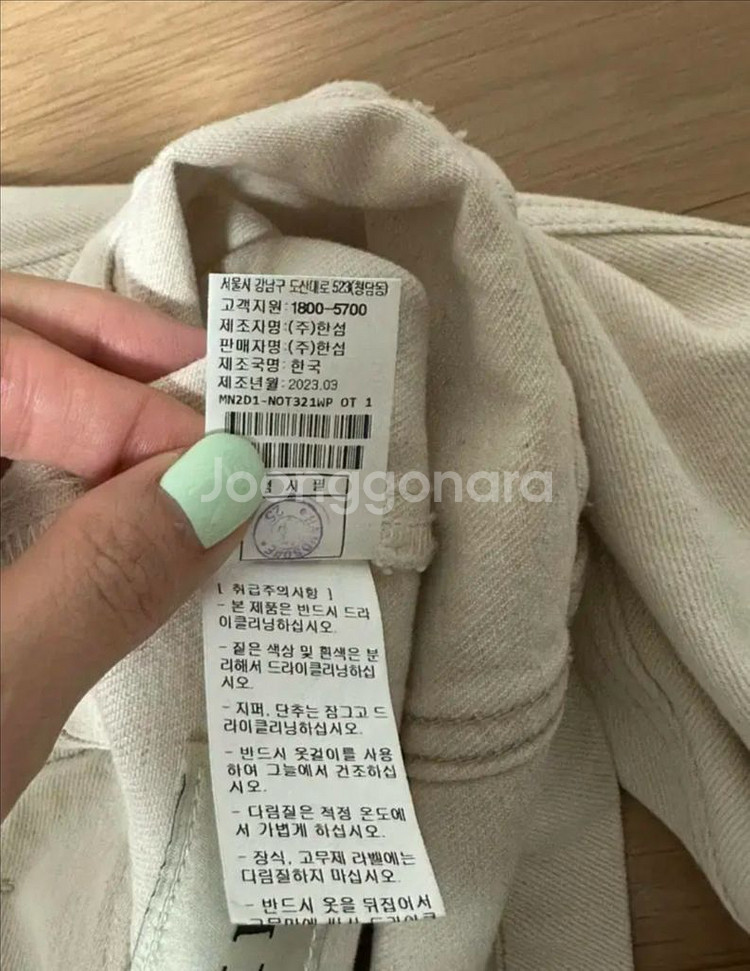 서울시 강남구 도산대로 523(청담동)
고객지원:1800-5700
제조자명:(주)한섬
판매자명:(주)한섬
제조국명: 한국
제조년월:2023.03
MN2D1-NOT321WP OT 1
Joonggonara
[ 취급주의사항 ]
- 본 제품은 반드시 드라
이클리닝하십시오.
- 짙은 색상 및 흰색은 분
리해서 드라이클리닝하십
시오.
- 지퍼, 단추는 잠그고 드
라이클리닝하십시오.
- 반드시 옷걸이를 사용
하여 그늘에서 건조하십
시오.
- 다림질은 적정 온도에
서 가볍게 하십시오.
- 장식, 고무제 라벨에는
다림질하지 마십시오.
- 반드시 옷을 뒤집어서